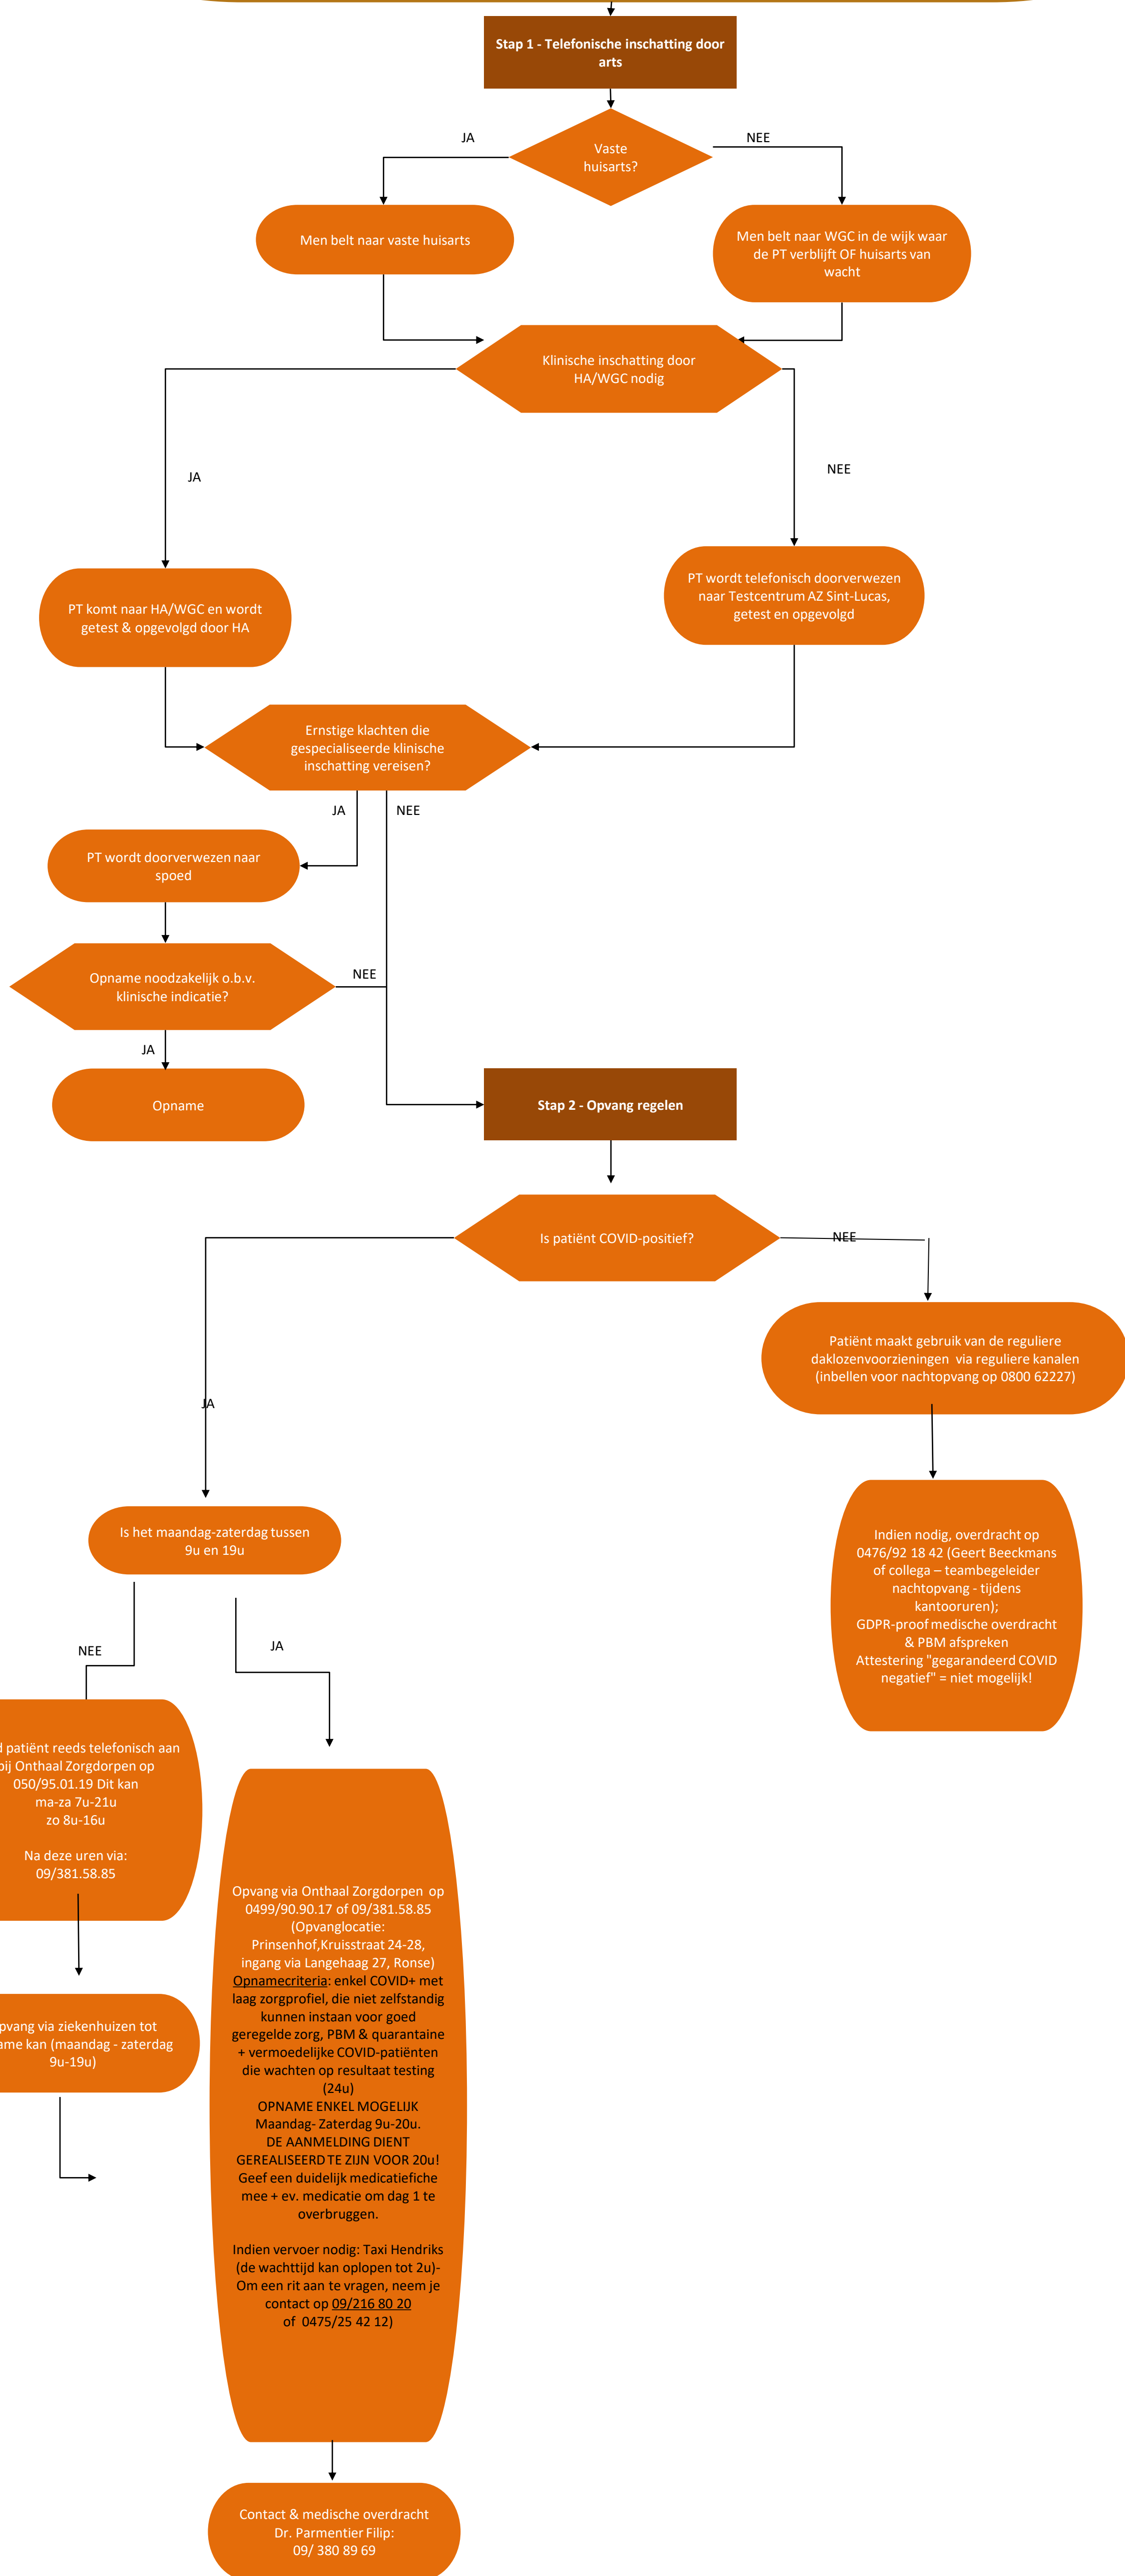 Stap 1 - Telefonische inschatting door
arts
JA
NEE
Vaste
huisarts?
Men belt naar vaste huisarts
Men belt naar WGC in de wijk waar
de PT verblijft OF huisarts van
wacht
Klinische inschatting door
HA/WGC nodig
JA
NEE
PT komt naar HA/WGC en wordt
getest & opgevolgd door HA
PT wordt telefonisch doorverwezen
naar Testcentrum AZ Sint-Lucas,
getest en opgevolgd
Ernstige klachten die
gespecialiseerde klinische
inschatting vereisen?
JA
NEE
PT wordt doorverwezen naar
spoed
Opname noodzakelijk o.b.v.
klinische indicatie?
NEE
JA
Opname
Stap 2 - Opvang regelen
Is patiënt COVID-positief?
NEE
JA
Patiënt maakt gebruik van de reguliere
daklozenvoorzieningen via reguliere kanalen
(inbellen voor nachtopvang op 0800 62227)
Indien nodig, overdracht op
0476/92 18 42 (Geert Beeckmans
of collega – teambegeleider
nachtopvang - tijdens
kantooruren);
GDPR-proof medische overdracht
& PBM afspreken
Attestering "gegarandeerd COVID
negatief" = niet mogelijk!
Is het maandag-zaterdag tussen
9u en 19u
NEE
JA
d patiënt reeds telefonisch aan
bij Onthaal Zorgdorpen op
050/95.01.19 Dit kan
ma-za 7u-21u
zo 8u-16u
Na deze uren via:
09/381.58.85
pvang via ziekenhuizen tot
ame kan (maandag - zaterdag
9u-19u)
Opvang via Onthaal Zorgdorpen op
0499/90.90.17 of 09/381.58.85
(Opvanglocatie:
Prinsenhof,Kruisstraat 24-28,
ingang via Langehaag 27, Ronse)
Opnamecriteria: enkel COVID+ met
laag zorgprofiel, die niet zelfstandig
kunnen instaan voor goed
geregelde zorg, PBM & quarantaine
+ vermoedelijke COVID-patiënten
die wachten op resultaat testing
(24u)
OPNAME ENKEL MOGELIJK
Maandag- Zaterdag 9u-20u.
DE AANMELDING DIENT
GEREALISEERD TE ZIJN VOOR 20u!
Geef een duidelijk medicatiefiche
mee + ev. medicatie om dag 1 te
overbruggen.
Indien vervoer nodig: Taxi Hendriks
(de wachttijd kan oplopen tot 2u)-
Om een rit aan te vragen, neem je
contact op 09/216 80 20
of 0475/25 42 12)
Contact & medische overdracht
Dr. Parmentier Filip:
09/ 380 89 69